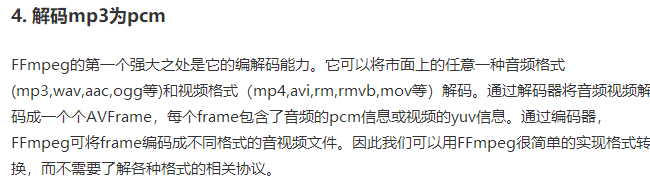 4. 解码mp3为pcm
FFmpeg的第一个强大之处是它的编解码能力。它可以将市面上的任意一种音频格式
(mp3,wav,aac,ogg等)和视频格式（mp4,avi,rm,rmvb,mov等）解码。通过解码器将音频视频解
码成一个个AVFrame，每个frame包含了音频的pcm信息或视频的yuv信息。通过编码器，
FFmpeg可将frame编码成不同格式的音视频文件。因此我们可以用FFmpeg很简单的实现格式转
换，而不需要了解各种格式的相关协议。